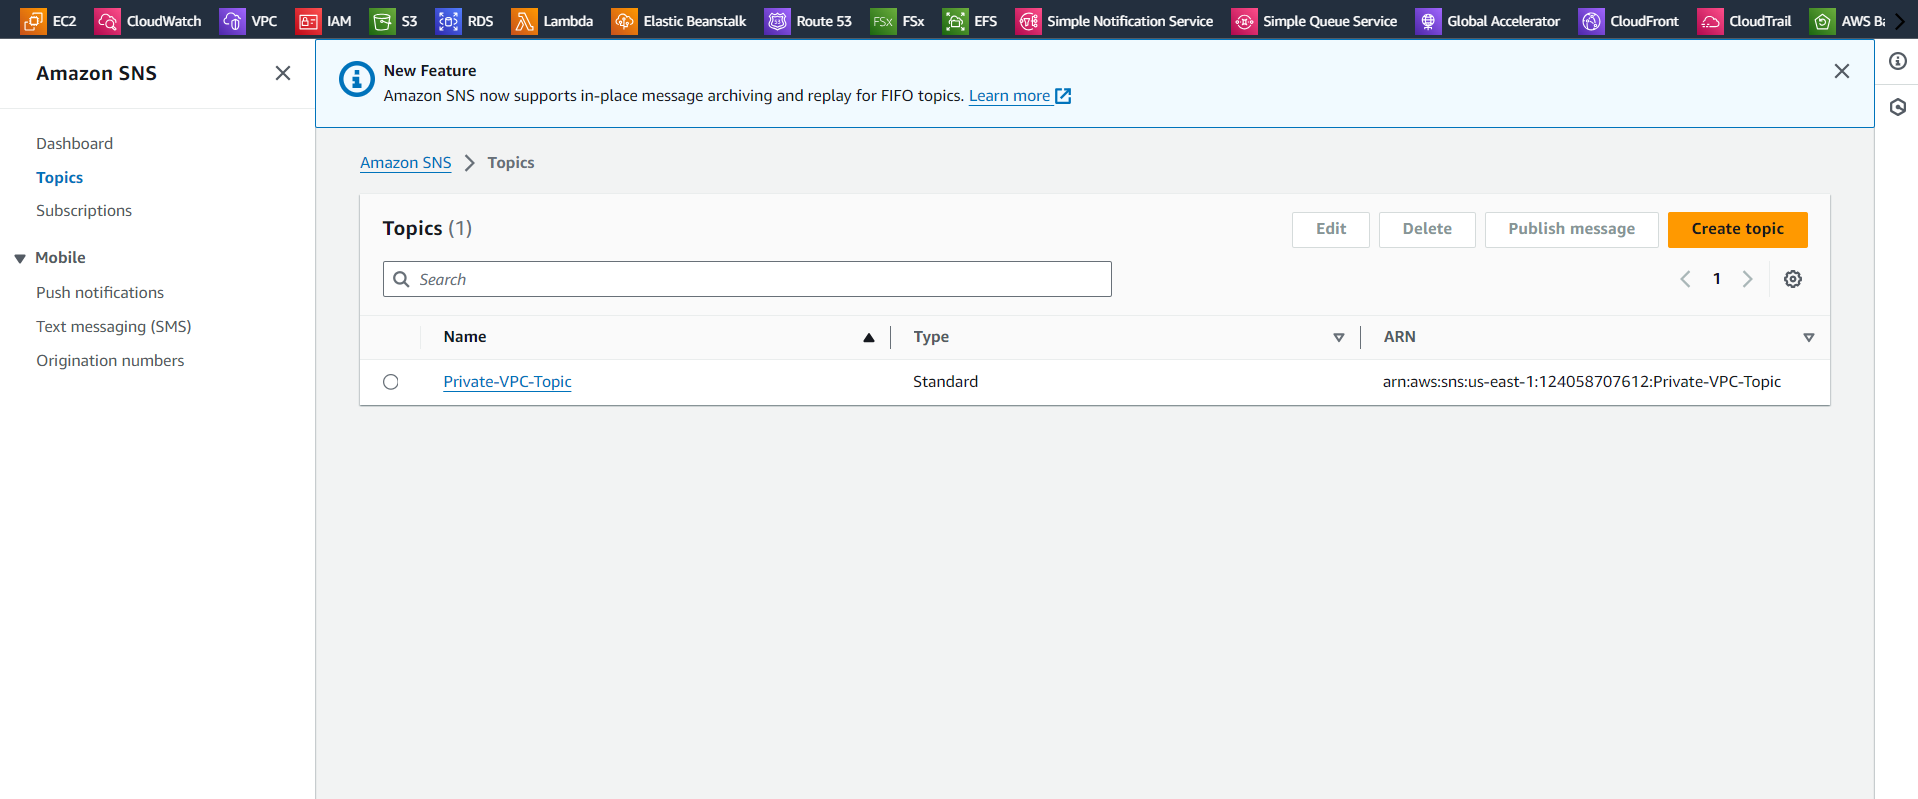 EC2 CloudWatch VPC IAM S3 RDS Lambda Elastic Beanstalk Route 53 FSx FSx EFS Simple Notification Service Simple Queue Service Global Accelerator CloudFront CloudTrail AWS Ba
Amazon SNS
Dashboard
Topics
Subscriptions
Mobile
Push notifications
Text messaging (SMS)
Origination numbers
New Feature
Amazon SNS now supports in-place message archiving and replay for FIFO topics. Learn more
Amazon SNS Topics
Topics (1) Edit Delete Publish message Create topic
Search 1
Name Type ARN
Private-VPC-Topic Standard arn:aws:sns:us-east-1:124058707612:Private-VPC-Topic